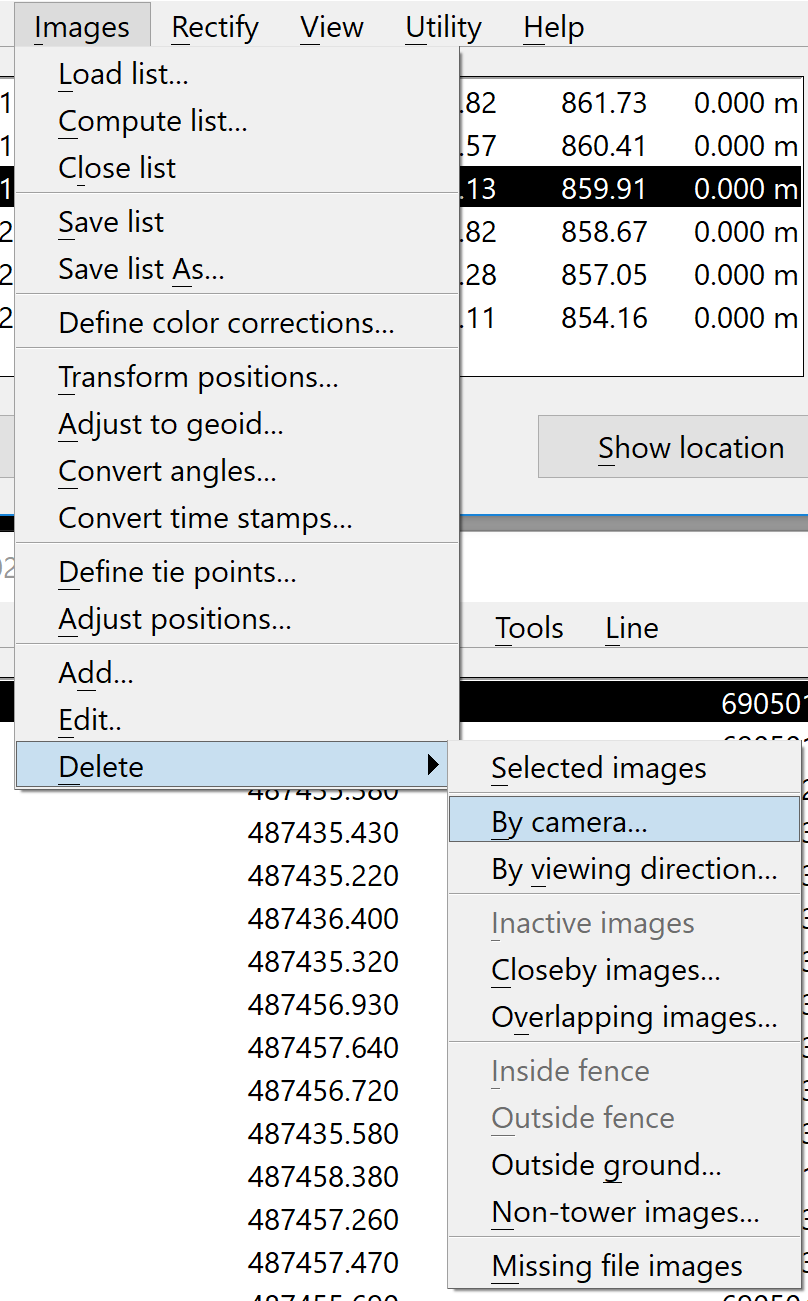 Images Rectify View Utility Help
Load list...
Compute list...
Close list
Save list
Save list As...
Define color corrections...
Transform positions...
Adjust to geoid...
Convert angles...
Convert time stamps...
Define tie points...
Adjust positions...
Add...
Edit..
Delete
1 .82 861.73 0.000 m
1 .57 860.41 0.000 m
1 .13 859.91 0.000 m
2 .82 858.67 0.000 m
2 .28 857.05 0.000 m
2 .11 854.16 0.000 m
Show location
Tools Line
690501
Selected images
By camera...
By viewing direction...
Inactive images
Closeby images...
Overlapping images...
Inside fence
Outside fence
Outside ground...
Non-tower images...
Missing file images
487435.380
487435.430
487435.220
487436.400
487435.320
487456.930
487457.640
487456.720
487435.580
487458.380
487457.260
487457.470